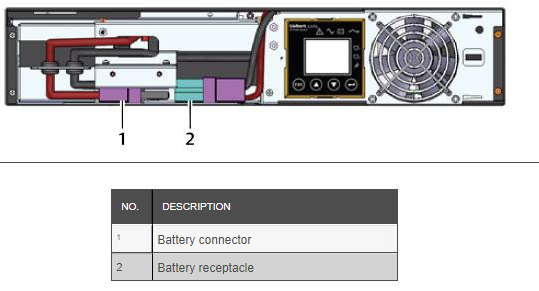 Liebert
ESC
1
2
NO. DESCRIPTION
1 Battery connector
2 Battery receptacle